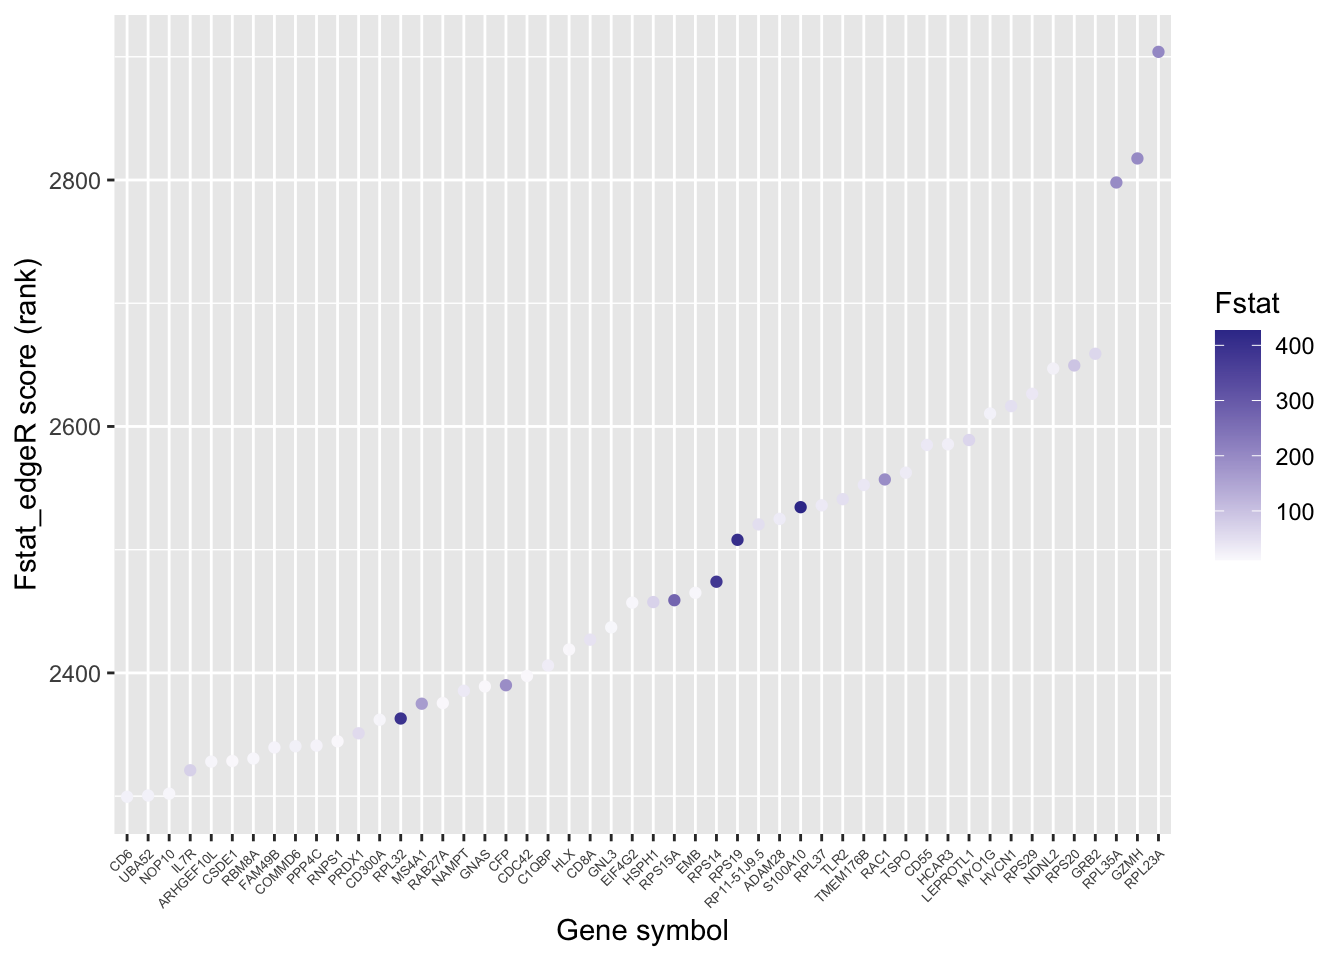 Fstat_edgeR score (rank)
2800
2600
2400
CD6
UBA52
NOP10
IL7R
ARHGEF10L
CSDE1
RBM8A
FAM49B
COMMD6
PPP4C
RNPS1
PRDX1
CD300A
RPL32
MS4A1
RAB27A
NAMPT
GNAS
CFP
CDC42
C1QBP
HLX
CD8A
GNL3
EIF4G2
HSPH1
RPS15A
EMB
RPS14
RPS19
RP11-51J9.5
ADAM28
S100A10
RPL37
TLR2
TMEM176B
RAC1
TSPO
CD55
HCAR3
LEPROTL1
MYO1G
HVCN1
RPS29
NDNL2
RPS20
GRB2
RPL35A
GZMH
RPL23A
Gene symbol
Fstat
400
300
200
100